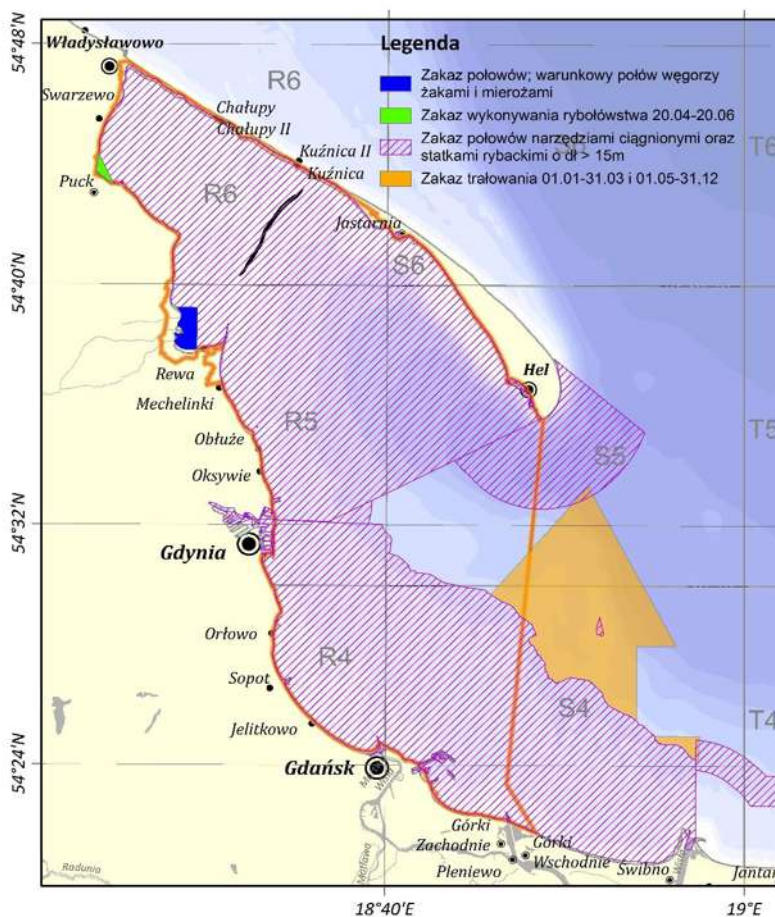 54°48'N
Władysławowo
Legenda
R6
Zakaz połowów; warunkowy połów węgorzy
żakami i mierożami
Swarzewo
Chałupy
Chałupy II
Zakaz wykonywania rybołówstwa 20.04-20.06
Kuźnica II
Kuźnica
Zakaz połowów narzędziami ciągnionymi oraz
statkami rybackimi o dł > 15m
T6
Puck
R6
Zakaz trałowania 01.01-31.03 i 01.05-31,12
Jastarnia
S6
54°40'N
Rewa
Hel
Mechelinki
R5
T5
Obłuże
S5
Oksywie
54°32'N
Gdynia
Orłowo
R4
Sopot
S4
T4
Jelitkowo
54°24'N
Gdańsk
Górki
Zachodnie
Górki
Wschodnie
Pleniewo
Świbno
Jantar
Radunia
Motława
18°40'E
19°E